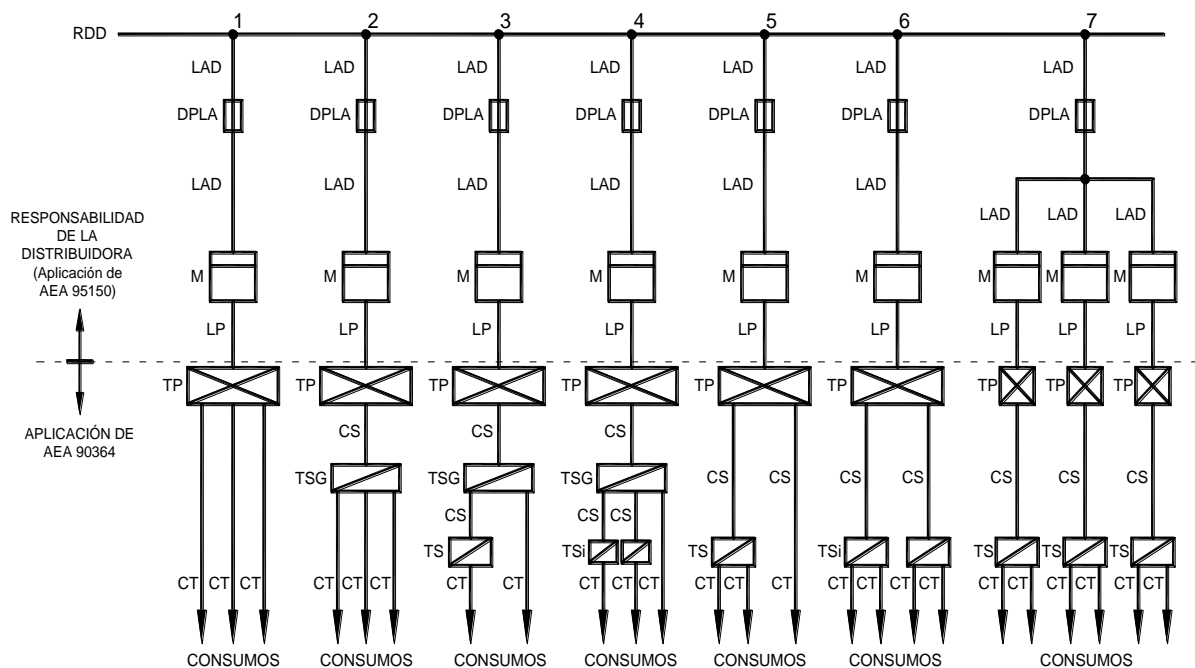 1 2 3 4 5 6 7
RDD
LAD LAD LAD LAD LAD LAD LAD
DPLA DPLA DPLA DPLA DPLA DPLA DPLA
LAD LAD LAD LAD LAD LAD
LAD LAD LAD
RESPONSABILIDAD
DE LA
DISTRIBUIDORA
(Aplicación de
AEA 95150)
M M M M M M M M M
LP LP LP LP LP LP LP LP LP
TP TP TP TP TP TP TP TP TP
APLICACIÓN DE
AEA 90364
CS CS CS
TSG TSG TSG
CS CS CS CS CS CS CS CS CS CS
CS CS CS
TS TSi TS TSi TS TS TS
CT CT CT CT CT CT CT CT CT CT CT CT CT CT CT CT CT CT CT CT CT CT CT
CONSUMOS CONSUMOS CONSUMOS CONSUMOS CONSUMOS CONSUMOS CONSUMOS